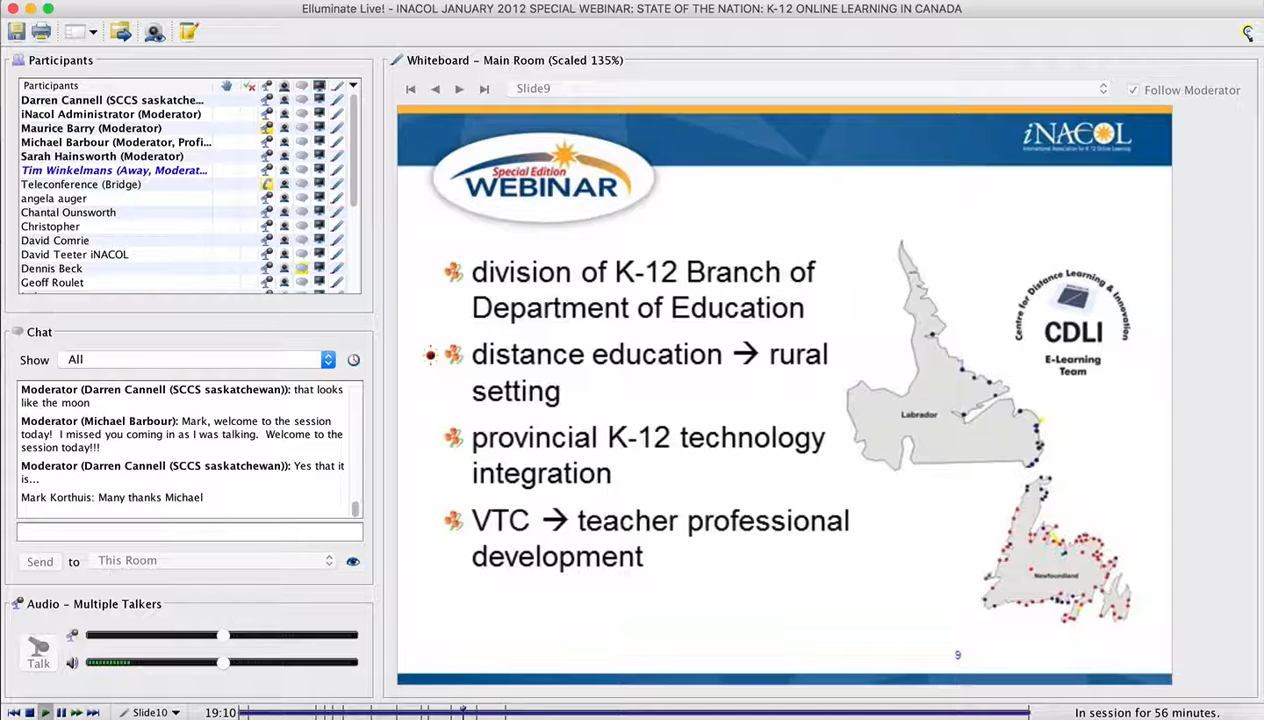 Elluminate Live! - INACOL JANUARY 2012 SPECIAL WEBINAR: STATE OF THE NATION: K-12 ONLINE LEARNING IN CANADA
Participants
Participants
Darren Cannell (SCCS saskatche...
iNacol Administrator (Moderator)
Maurice Barry (Moderator)
Michael Barbour (Moderator, Profi...
Sarah Hainsworth (Moderator)
Tim Winkelmans (Away, Moderat...
Teleconference (Bridge)
angela auger
Chantal Ounsworth
Christopher
David Comrie
David Teeter iNACOL
Dennis Beck
Geoff Roulet
Chat
Show All
Moderator (Darren Cannell (SCCS saskatchewan)): that looks
like the moon
Moderator (Michael Barbour): Mark, welcome to the session
today! I missed you coming in as I was talking. Welcome to the
session today!!!
Moderator (Darren Cannell (SCCS saskatchewan)): Yes that it
is...
Mark Korthuis: Many thanks Michael
Send to This Room
Audio - Multiple Talkers
Talk
Whiteboard - Main Room (Scaled 135%)
Slide9
Follow Moderator
Special Edition
WEBINAR
iNACOL
International Association for K-12 Online Learning
division of K-12 Branch of
Department of Education
distance education → rural
setting
provincial K-12 technology
integration
VTC → teacher professional
development
Labrador
Newfoundland
Centre for Distance Learning & Innovation
CDLI
E-Learning
Team
9
Slide10
19:10
In session for 56 minutes.